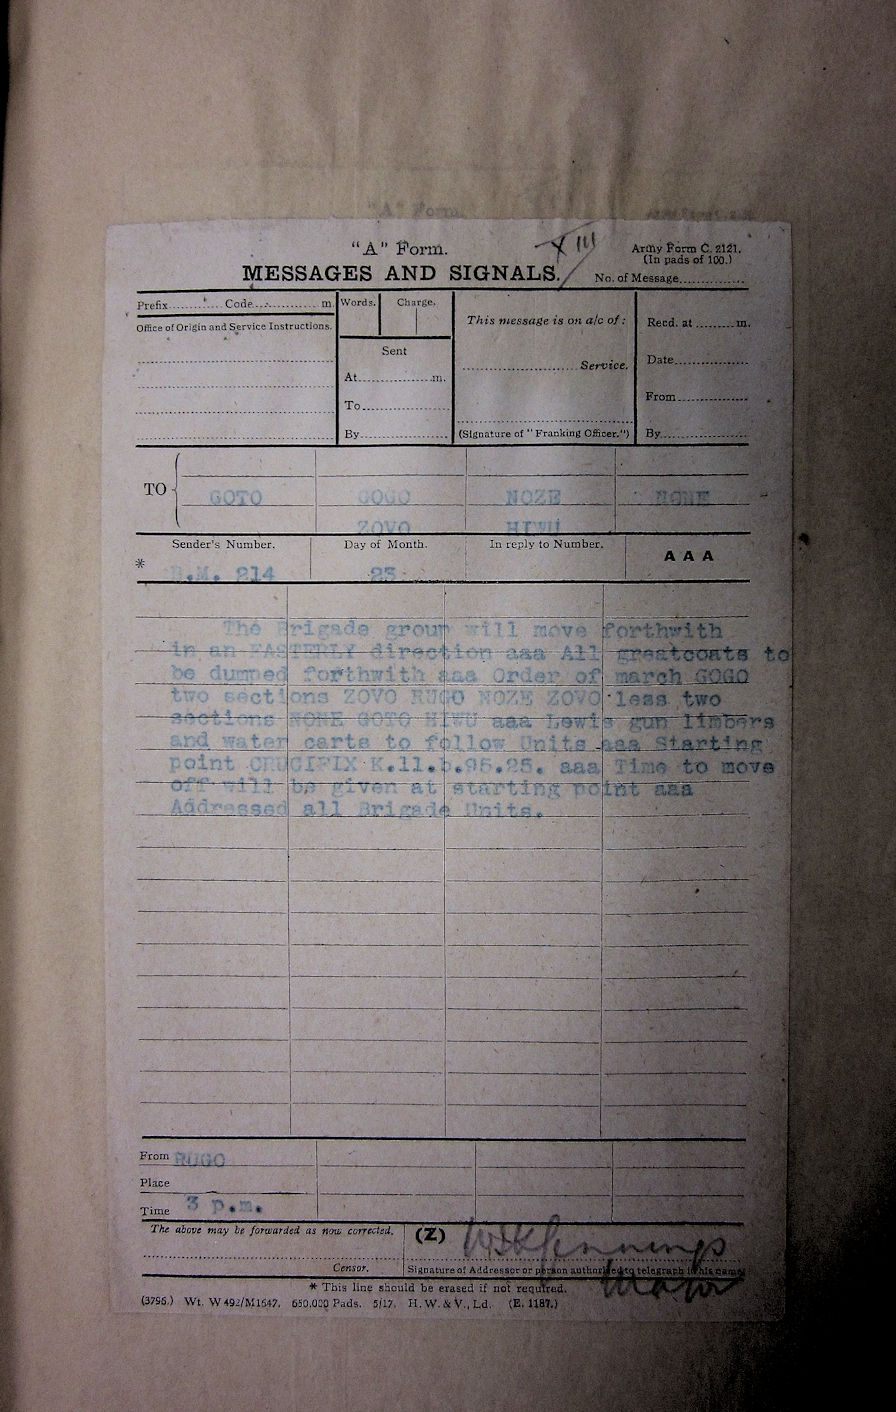 "A" Form.
Army Form C. 2121.
(In pads of 100.)
MESSAGES AND SIGNALS.
No. of Message
Prefix Code m.
Words. Charge.
This message is on a/c of:
Recd. at m.
Office of Origin and Service Instructions.
Sent
Service.
Date
At m.
From
To
By
(Signature of "Franking Officer.")
By
TO
GOTO GOGO NOZE NONE
ZOVO HIWU
Sender's Number. Day of Month. In reply to Number. AAA
* B.M. 214 23
The Brigade group will move forthwith
in an EASTERLY direction aaa All greatcoats to
be dumped forthwith aaa Order of march GOGO
two sections ZOVO RUGO NOZE ZOVO less two
sections NONE GOTO HIWU aaa Lewis gun limbers
and water carts to follow Units aaa Starting
point CRUCIFIX K.11.b.95.25. aaa Time to move
off will be given at starting point aaa
Addressed all Brigade Units.
From RUGO
Place
Time 3 p.m.
The above may be forwarded as now corrected. (Z)
Jennings
Censor. Signature of Addressor or person authorised to telegraph in his name
Major
* This line should be erased if not required.
(3796.) Wt. W 492/M1647. 650,000 Pads. 5/17. H. W. & V., Ld. (E. 1187.)